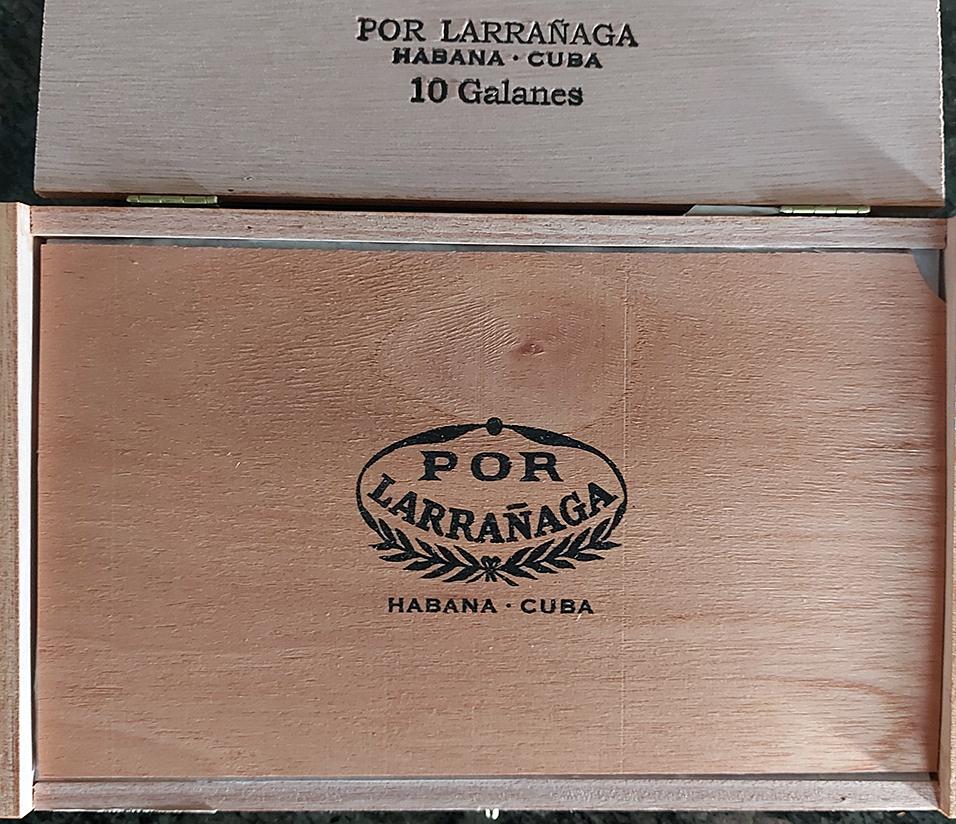 POR LARRAÑAGA
HABANA · CUBA
10 Galanes
POR
LARRAÑAGA
HABANA · CUBA